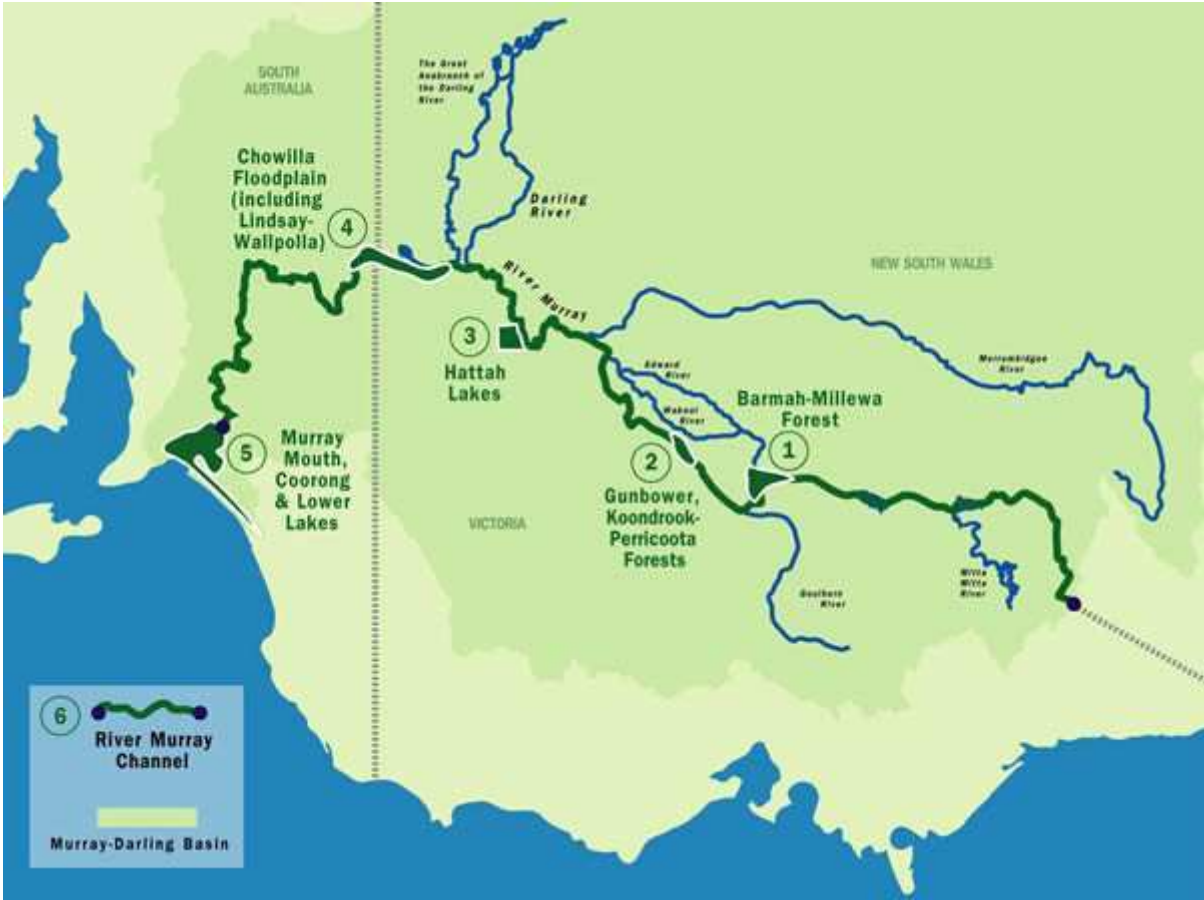 The Great
Anabranch of
the Darling
River
SOUTH
AUSTRALIA
Chowilla
Floodplain
(including
Lindsay-
Wallpolla)
4
Darling
River
River Murray
NEW SOUTH WALES
3
Hattah
Lakes
Edward
River
Wakool
River
Murrumbidgee
River
Barmah-Millewa
Forest
1
2
Gunbower,
Koondrook-
Perricoota
Forests
5
Murray
Mouth,
Coorong
& Lower
Lakes
VICTORIA
Goulburn
River
Mitta
Mitta
River
6
River Murray
Channel
Murray-Darling Basin